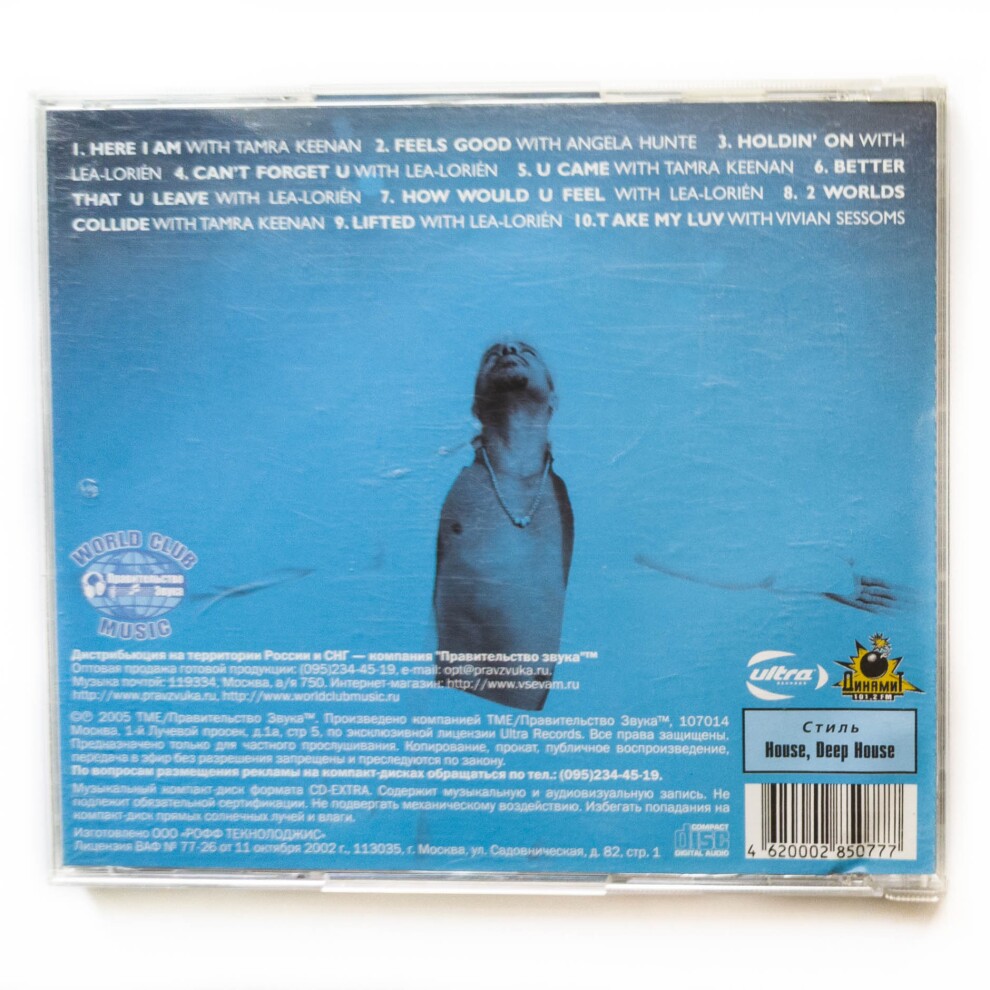 1. HERE I AM WITH TAMRA KEENAN 2. FEELS GOOD WITH ANGELA HUNTE 3. HOLDIN' ON WITH
LEA-LORIÉN 4. CAN'T FORGET U WITH LEA-LORIÉN 5. U CAME WITH TAMRA KEENAN 6. BETTER
THAT U LEAVE WITH LEA-LORIÉN 7. HOW WOULD U FEEL WITH LEA-LORIÉN 8. 2 WORLDS
COLLIDE WITH TAMRA KEENAN 9. LIFTED WITH LEA-LORIÉN 10.T AKE MY LUV WITH VIVIAN SESSOMS
WORLD CLUB
Правительство
Звука
MUSIC
Дистрибьюция на территории России и СНГ — компания "Правительство звука"™
Оптовая продажа готовой продукции: (095)234-45-19, e-mail: opt@pravzvuka.ru.
Музыка почтой: 119334, Москва, а/я 750. Интернет-магазин: http://www.vsevam.ru
http://www.pravzvuka.ru, http://www.worldclubmusic.ru
©℗ 2005 TME/Правительство Звука™, Произведено компанией TME/Правительство Звука™, 107014
Москва, 1-й Лучевой просек, д.1а, стр 5, по эксклюзивной лицензии Ultra Records. Все права защищены.
Предназначено только для частного прослушивания. Копирование, прокат, публичное воспроизведение,
передача в эфир без разрешения запрещены и преследуются по закону.
По вопросам размещения рекламы на компакт-дисках обращаться по тел.: (095)234-45-19.
Музыкальный компакт-диск формата CD-EXTRA. Содержит музыкальную и аудиовизуальную запись. Не
подлежит обязательной сертификации. Не подвергать механическому воздействию. Избегать попадания на
компакт-диск прямых солнечных лучей и влаги.
Изготовлено ООО «РОФФ ТЕКНОЛОДЖИС»
Лицензия ВАФ № 77-26 от 11 октября 2002 г., 113035, г. Москва, ул. Садовническая, д. 82, стр. 1
COMPACT
disc
DIGITAL AUDIO
ultra
RECORDS
ДИНАМИТ
101.2 FM
Стиль
House, Deep House
4 620002 850777